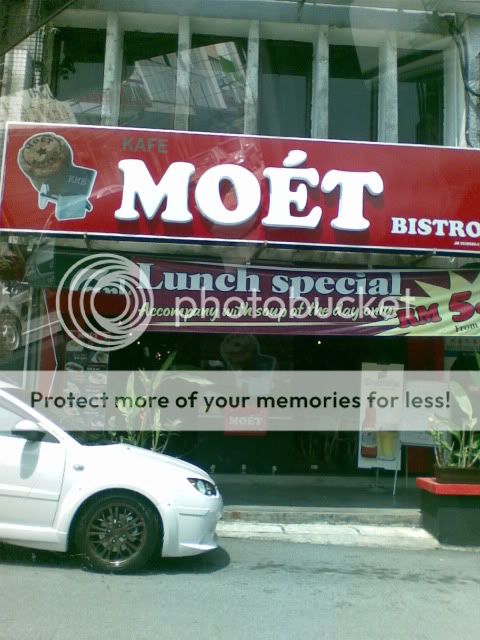 KAFE
MOÉT
BISTRO
Lunch special
Accompany with soup of the day only!
RM 5.
From
photobucket
Protect more of your memories for less!
MOÉT